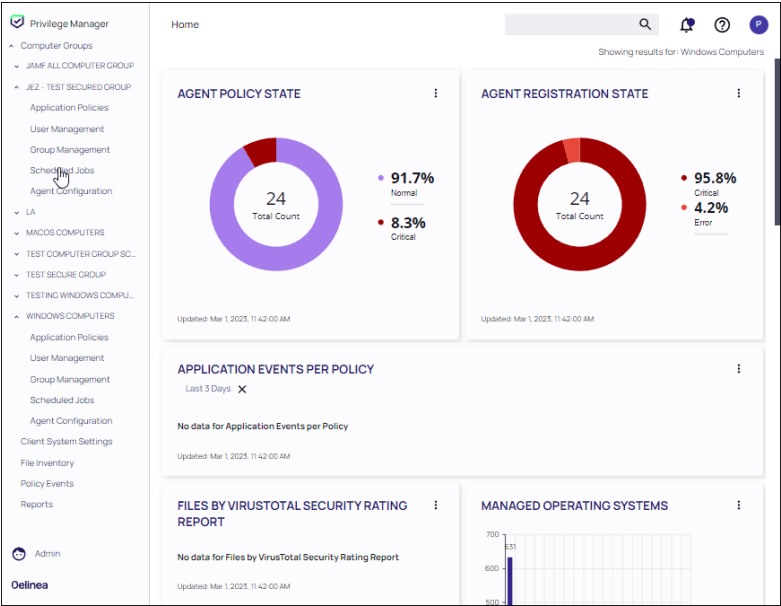 Privilege Manager
Home
P
Showing results for: Windows Computers
Computer Groups
JAMF ALL COMPUTER GROUP
JEZ - TEST SECURED GROUP
Application Policies
User Management
Group Management
Scheduled Jobs
Agent Configuration
LA
MACOS COMPUTERS
TEST COMPUTER GROUP SC...
TEST SECURE GROUP
TESTING WINDOWS COMPU...
WINDOWS COMPUTERS
Application Policies
User Management
Group Management
Scheduled Jobs
Agent Configuration
Client System Settings
File Inventory
Policy Events
Reports
Admin
Delinea
AGENT POLICY STATE
24
Total Count
91.7%
Normal
8.3%
Critical
Updated: Mar 1, 2023, 11:42:00 AM
AGENT REGISTRATION STATE
24
Total Count
95.8%
Critical
4.2%
Error
Updated: Mar 1, 2023, 11:42:00 AM
APPLICATION EVENTS PER POLICY
Last 3 Days
No data for Application Events per Policy
Updated: Mar 1, 2023, 11:42:00 AM
FILES BY VIRUSTOTAL SECURITY RATING
REPORT
No data for Files by VirusTotal Security Rating Report
Updated: Mar 1, 2023, 11:42:00 AM
MANAGED OPERATING SYSTEMS
700
631
600
500